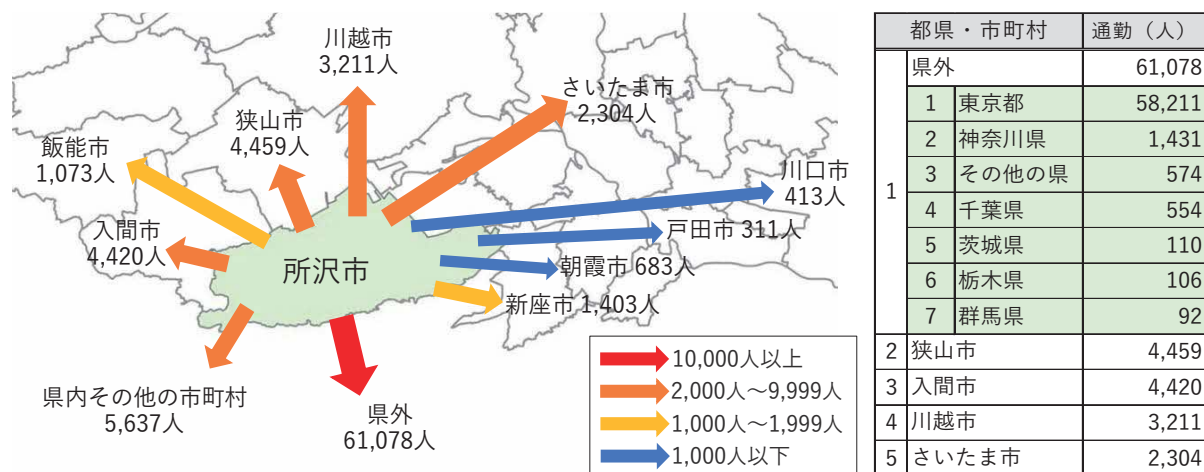 川越市
3,211人
さいたま市
2,304人
狭山市
4,459人
飯能市
1,073人
川口市
413人
入間市
4,420人
戸田市 311人
所沢市
朝霞市 683人
新座市 1,403人
県内その他の市町村
5,637人
県外
61,078人
10,000人以上
2,000人～9,999人
1,000人～1,999人
1,000人以下
都県・市町村 通勤（人）
1 県外 61,078
1 東京都 58,211
2 神奈川県 1,431
3 その他の県 574
4 千葉県 554
5 茨城県 110
6 栃木県 106
7 群馬県 92
2 狭山市 4,459
3 入間市 4,420
4 川越市 3,211
5 さいたま市 2,304